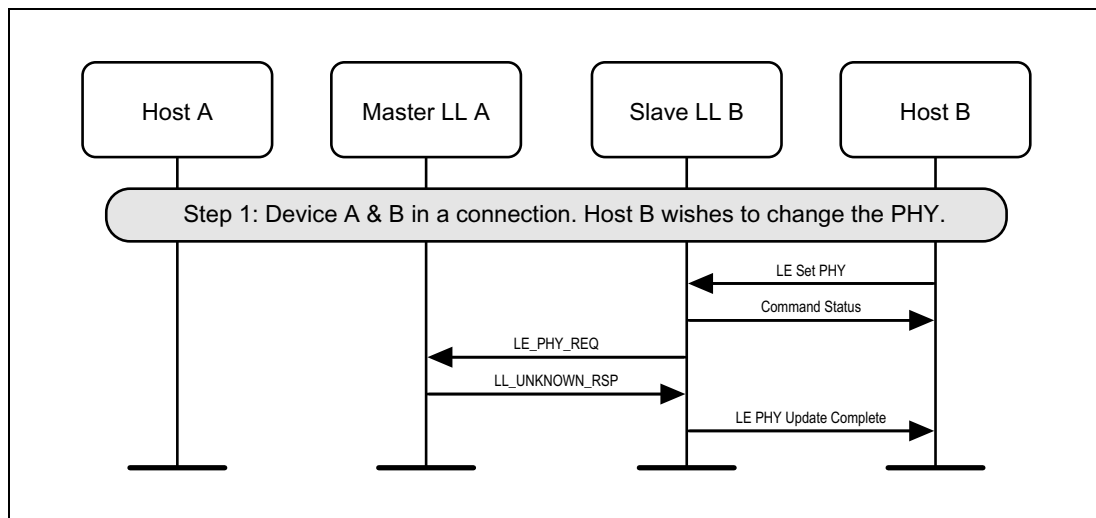 Host A
Master LL A
Slave LL B
Host B
Step 1: Device A & B in a connection. Host B wishes to change the PHY.
LE Set PHY
Command Status
LE_PHY_REQ
LL_UNKNOWN_RSP
LE PHY Update Complete